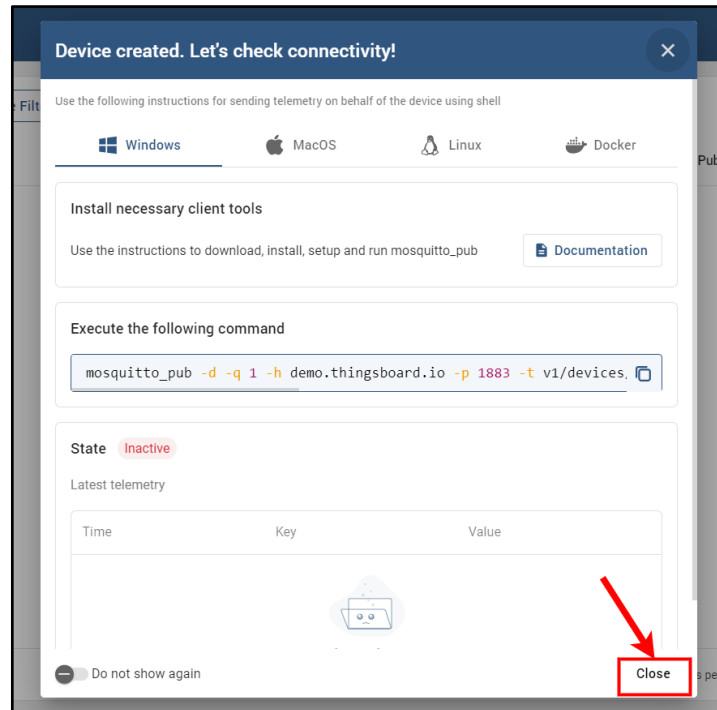 Device created. Let's check connectivity!
Use the following instructions for sending telemetry on behalf of the device using shell
Windows MacOS Linux Docker
Install necessary client tools
Use the instructions to download, install, setup and run mosquitto_pub Documentation
Execute the following command
mosquitto_pub -d -q 1 -h demo.thingsboard.io -p 1883 -t v1/devices
State Inactive
Latest telemetry
Time Key Value
Do not show again Close